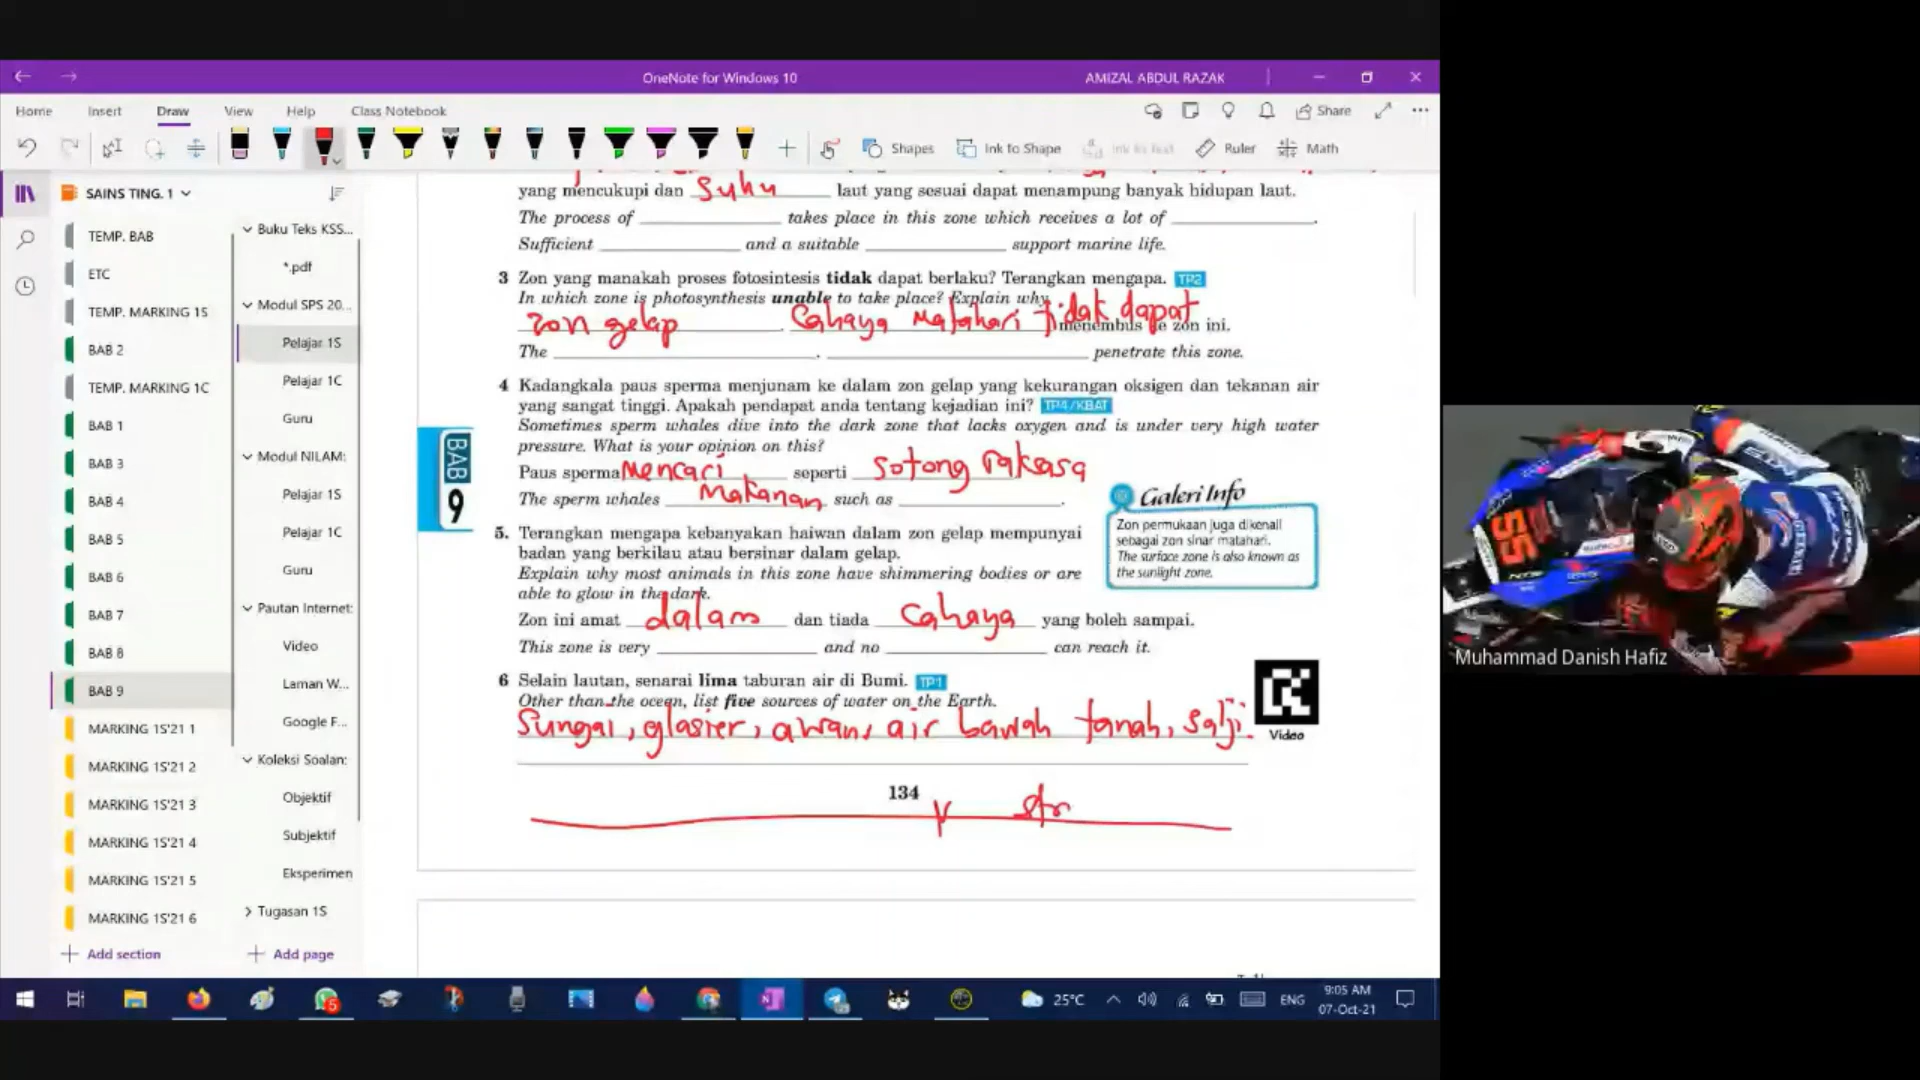 OneNote for Windows 10
AMIZAL ABDUL RAZAK
Home Insert Draw View Help Class Notebook
Share
Shapes Ink to Shape Ink to Text Ruler Math
SAINS TING. 1
TEMP. BAB
ETC
TEMP. MARKING 1S
BAB 2
TEMP. MARKING 1C
BAB 1
BAB 3
BAB 4
BAB 5
BAB 6
BAB 7
BAB 8
BAB 9
MARKING 1S'21 1
MARKING 1S'21 2
MARKING 1S'21 3
MARKING 1S'21 4
MARKING 1S'21 5
MARKING 1S'21 6
Add section
Buku Teks KSS...
*.pdf
Modul SPS 20...
Pelajar 1S
Pelajar 1C
Guru
Modul NILAM:
Pelajar 1S
Pelajar 1C
Guru
Pautan Internet:
Video
Laman W...
Google F...
Koleksi Soalan:
Objektif
Subjektif
Eksperimen
Tugasan 1S
Add page
yang mencukupi dan suhu laut yang sesuai dapat menampung banyak hidupan laut.
The process of ____ takes place in this zone which receives a lot of ____.
Sufficient ____ and a suitable ____ support marine life.
3 Zon yang manakah proses fotosintesis tidak dapat berlaku? Terangkan mengapa. TP2
In which zone is photosynthesis unable to take place? Explain why.
Zon gelap. Cahaya Matahari tidak dapat menembus ke zon ini.
The ____. ____ penetrate this zone.
4 Kadangkala paus sperma menjunam ke dalam zon gelap yang kekurangan oksigen dan tekanan air
yang sangat tinggi. Apakah pendapat anda tentang kejadian ini? TP4/KBAT
Sometimes sperm whales dive into the dark zone that lacks oxygen and is under very high water
pressure. What is your opinion on this?
Paus sperma Mencari seperti sotong raksasa
The sperm whales Makanan such as ____.
BAB 9
Galeri Info
Zon permukaan juga dikenali
sebagai zon sinar matahari.
The surface zone is also known as
the sunlight zone.
5. Terangkan mengapa kebanyakan haiwan dalam zon gelap mempunyai
badan yang berkilau atau bersinar dalam gelap.
Explain why most animals in this zone have shimmering bodies or are
able to glow in the dark.
Zon ini amat dalam dan tiada Cahaya yang boleh sampai.
This zone is very ____ and no ____ can reach it.
6 Selain lautan, senarai lima taburan air di Bumi. TP1
Other than the ocean, list five sources of water on the Earth.
Sungai, glasier, awan, air bawah tanah, salji.
Video
134
Muhammad Danish Hafiz
55
25°C
ENG
9:05 AM
07-Oct-21